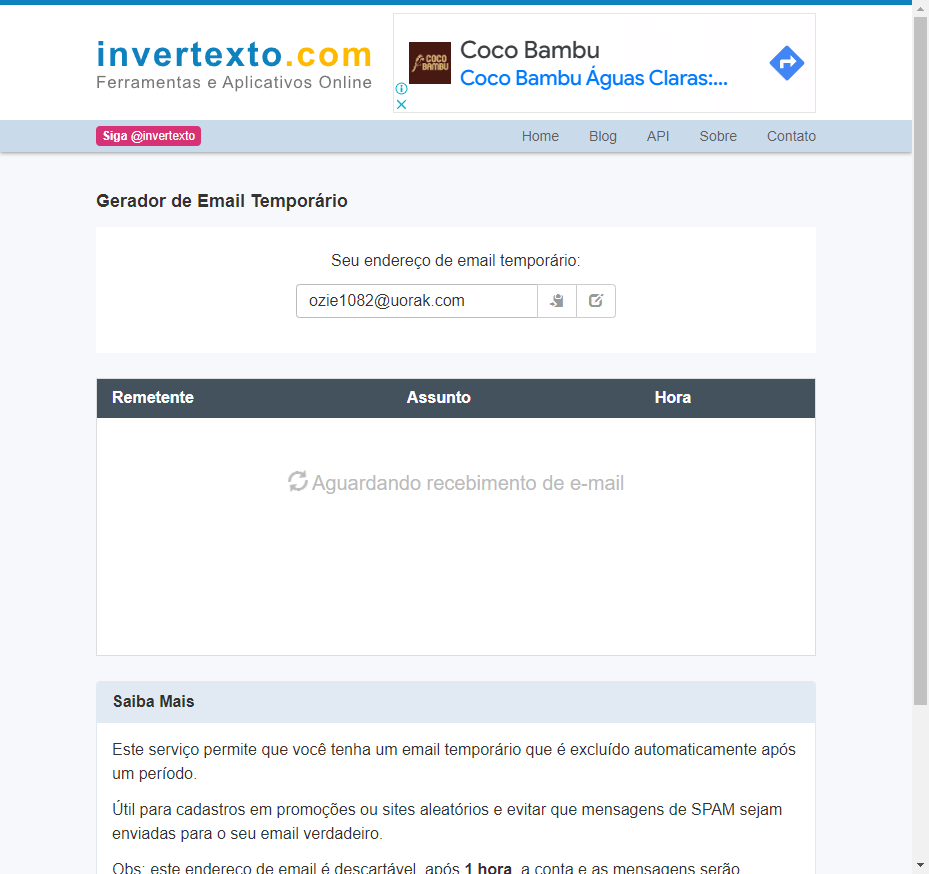 invertexto.com
Ferramentas e Aplicativos Online
COCO BAMBU
Coco Bambu
Coco Bambu Águas Claras:...
Siga @invertexto
Home Blog API Sobre Contato
Gerador de Email Temporário
Seu endereço de email temporário:
ozie1082@uorak.com
Remetente Assunto Hora
Aguardando recebimento de e-mail
Saiba Mais
Este serviço permite que você tenha um email temporário que é excluído automaticamente após
um período.
Útil para cadastros em promoções ou sites aleatórios e evitar que mensagens de SPAM sejam
enviadas para o seu email verdadeiro.
Obs: este endereço de email é descartável, após 1 hora, a conta e as mensagens serão